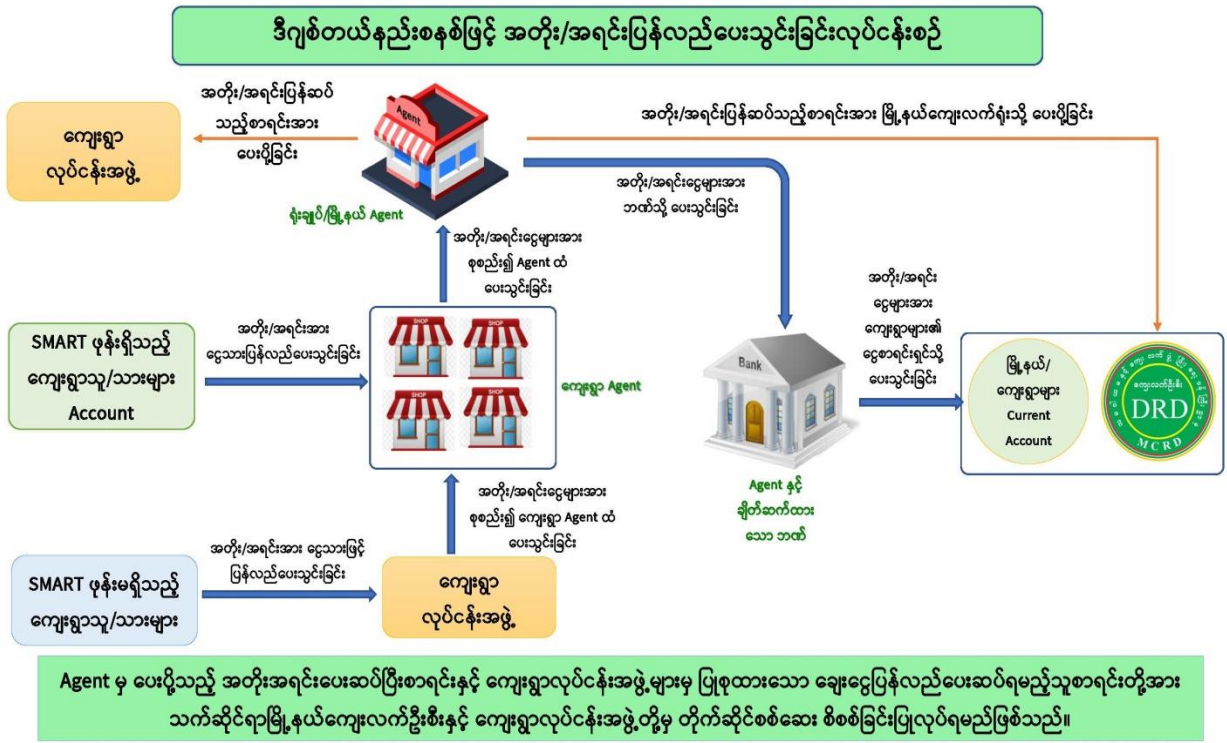 ဒီဂျစ်တယ်နည်းစနစ်ဖြင့် အတိုး/အရင်းပြန်လည်ပေးသွင်းခြင်းလုပ်ငန်းစဉ်
ကျေးရွာ
လုပ်ငန်းအဖွဲ့
အတိုး/အရင်းပြန်ဆပ်
သည့်စာရင်းအား
ပေးပို့ခြင်း
Agent
ရုံးချုပ်/မြို့နယ် Agent
အတိုး/အရင်းပြန်ဆပ်သည့်စာရင်းအား မြို့နယ်ကျေးလက်ရုံးသို့ ပေးပို့ခြင်း
အတိုး/အရင်းငွေများအား
ဘဏ်သို့ ပေးသွင်းခြင်း
အတိုး/အရင်းငွေများအား
စုစည်း၍ Agent ထံ
ပေးသွင်းခြင်း
SMART ဖုန်းရှိသည့်
ကျေးရွာသူ/သားများ
Account
အတိုး/အရင်းအား
ငွေသားပြန်လည်ပေးသွင်းခြင်း
SHOP
SHOP
SHOP
SHOP
ကျေးရွာ Agent
Bank
Agent နှင့်
ချိတ်ဆက်ထား
သော ဘဏ်
အတိုး/အရင်း
ငွေများအား
ကျေးရွာများ၏
ငွေစာရင်းရှင်သို့
ပေးသွင်းခြင်း
မြို့နယ်/
ကျေးရွာများ
Current
Account
ကျေးလက်ဦးစီး
DRD
MCRD
အတိုး/အရင်းငွေများအား
စုစည်း၍ ကျေးရွာ Agent ထံ
ပေးသွင်းခြင်း
SMART ဖုန်းမရှိသည့်
ကျေးရွာသူ/သားများ
အတိုး/အရင်းအား ငွေသားဖြင့်
ပြန်လည်ပေးသွင်းခြင်း
ကျေးရွာ
လုပ်ငန်းအဖွဲ့
Agent မှ ပေးပို့သည့် အတိုးအရင်းပေးဆပ်ပြီးစာရင်းနှင့် ကျေးရွာလုပ်ငန်းအဖွဲ့များမှ ပြုစုထားသော ချေးငွေပြန်လည်ပေးဆပ်ရမည့်သူစာရင်းတို့အား
သက်ဆိုင်ရာမြို့နယ်ကျေးလက်ဦးစီးနှင့် ကျေးရွာလုပ်ငန်းအဖွဲ့တို့မှ တိုက်ဆိုင်စစ်ဆေး စိစစ်ခြင်းပြုလုပ်ရမည်ဖြစ်သည်။